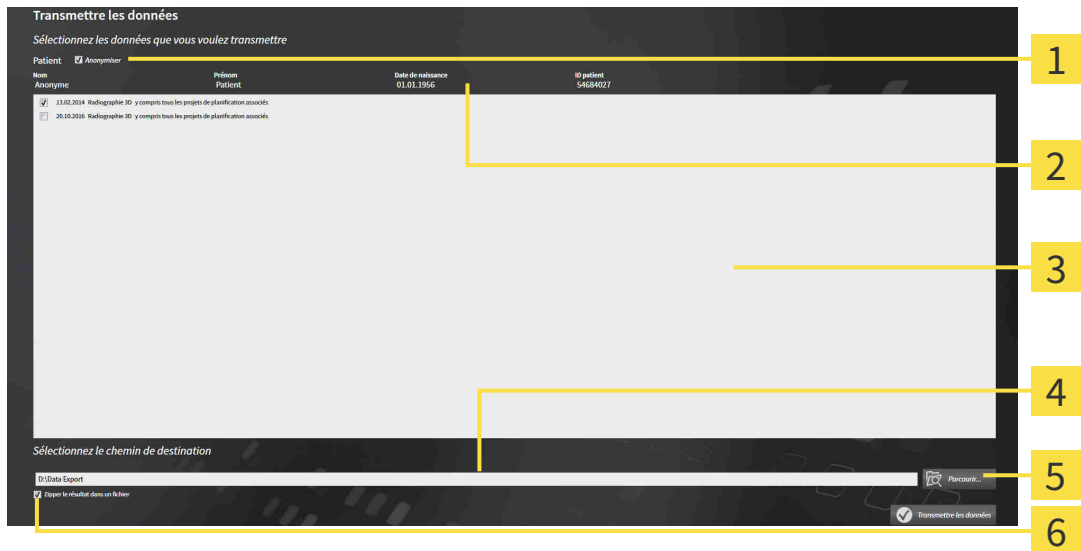 Transmettre les données
Sélectionnez les données que vous voulez transmettre
Patient Anonymiser
Nom Prénom Date de naissance ID patient
Anonyme Patient 01.01.1956 54684027
13.02.2014 Radiographie 3D y compris tous les projets de planification associés
20.10.2016 Radiographie 3D y compris tous les projets de planification associés
Sélectionnez le chemin de destination
D:\Data Export
Parcourir...
Zipper le résultat dans un fichier
Transmettre les données
1
2
3
4
5
6